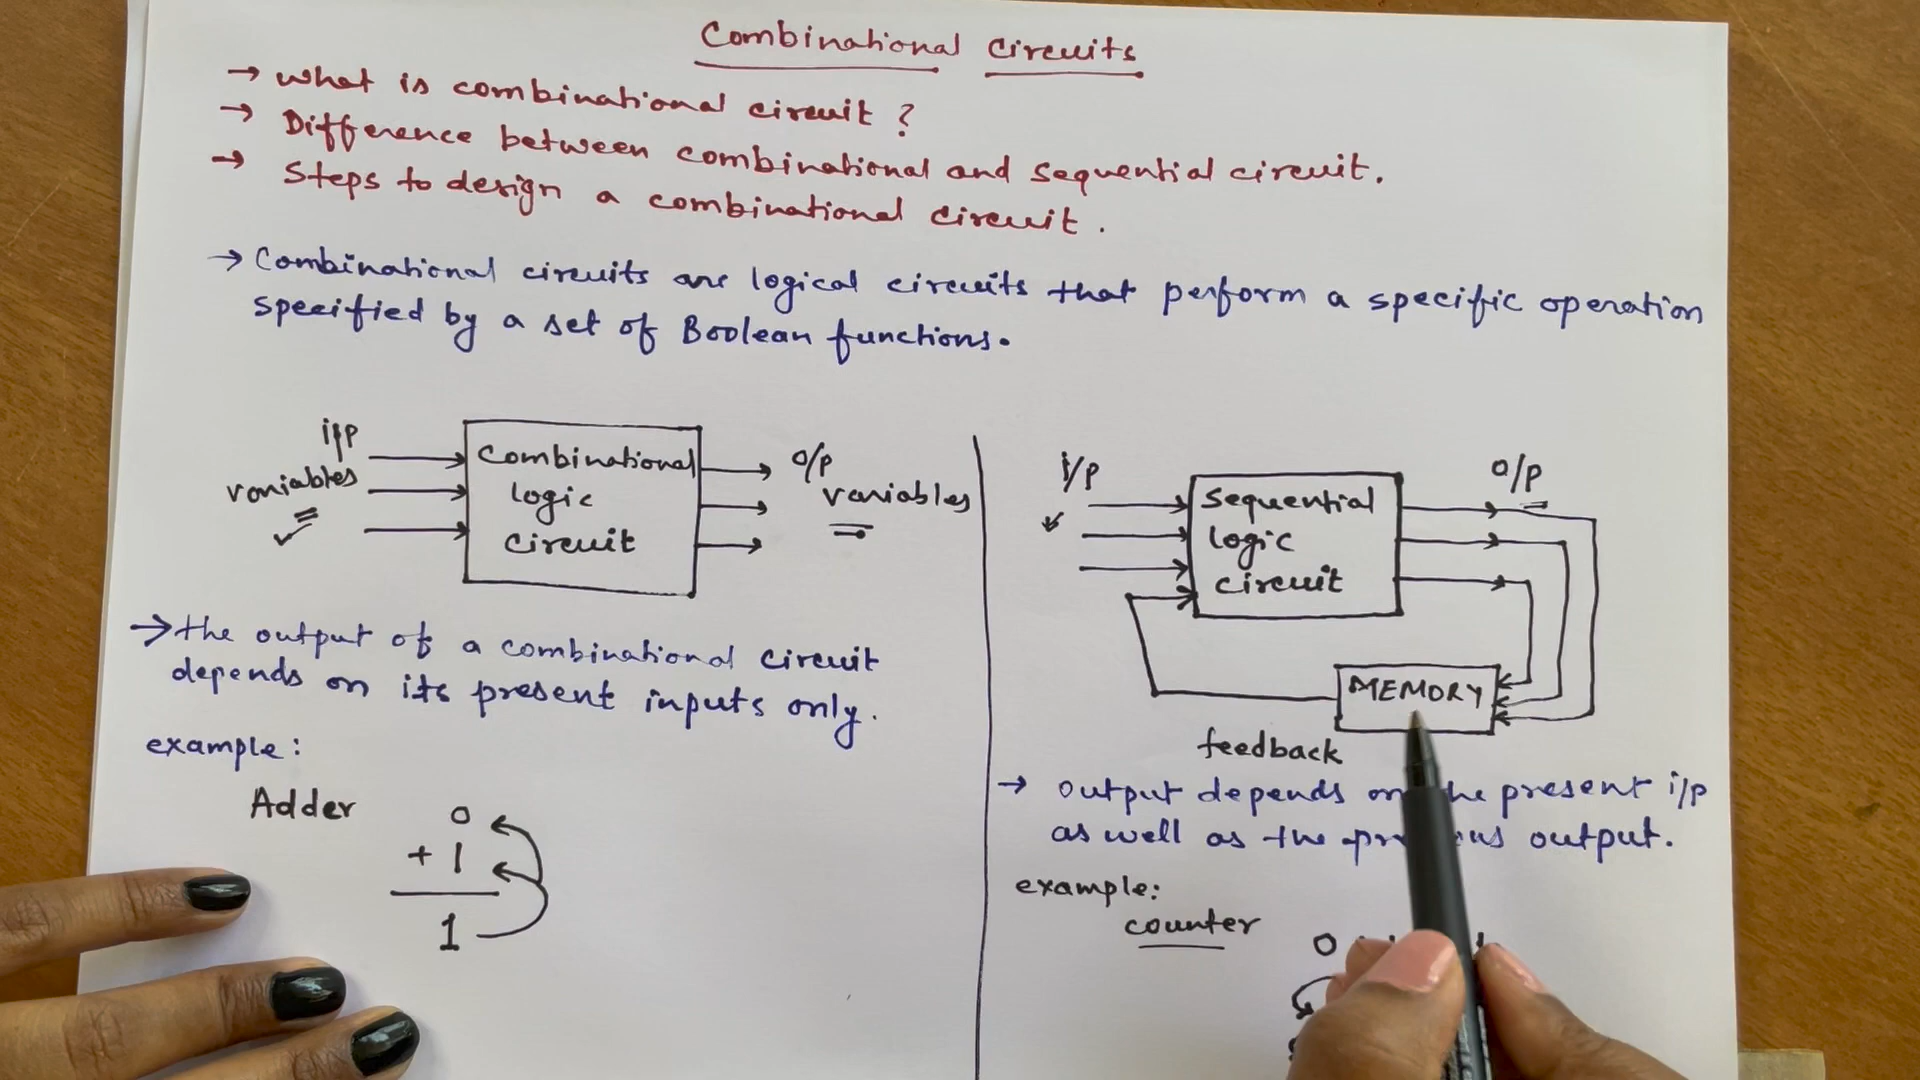 Combinational Circuits
→ What is combinational circuit ?
→ Difference between combinational and sequential circuit.
→ Steps to design a combinational circuit.
→ Combinational circuits are logical circuits that perform a specific operation
specified by a set of Boolean functions.
i/p
variables
Combinational
logic
circuit
o/p
variables
→ the output of a combinational circuit
depends on its present inputs only.
example:
Adder
0
+ 1
1
i/p
Sequential
logic
circuit
o/p
MEMORY
feedback
→ output depends on the present i/p
as well as the output.
example:
counter
0